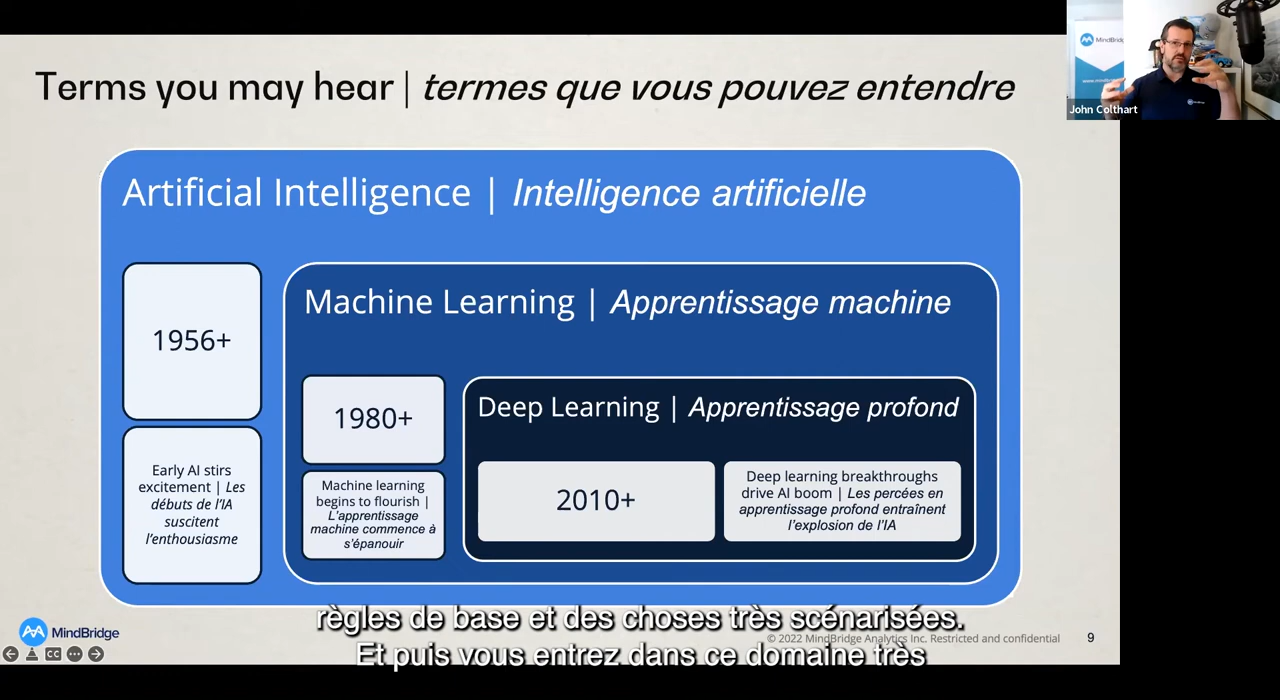 Terms you may hear | termes que vous pouvez entendre
MindBridge
John Colthart
Artificial Intelligence | Intelligence artificielle
1956+
Early AI stirs
excitement | Les
débuts de l'IA
suscitent
l'enthousiasme
Machine Learning | Apprentissage machine
1980+
Machine learning
begins to flourish |
L'apprentissage
machine commence à
s'épanouir
Deep Learning | Apprentissage profond
2010+
Deep learning breakthroughs
drive AI boom | Les percées en
apprentissage profond entraînent
l'explosion de l'IA
règles de base et des choses très scénarisées.
Et puis vous entrez dans ce domaine très
MindBridge
CC
© 2022 MindBridge Analytics Inc. Restricted and confidential
9